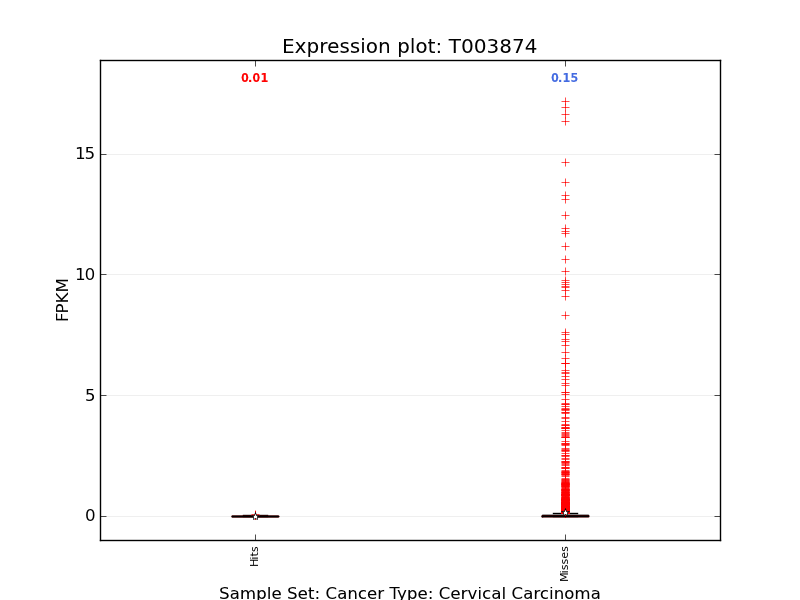 Expression plot: T003874
0.01
0.15
15
10
5
0
FPKM
Hits
Misses
Sample Set: Cancer Type: Cervical Carcinoma